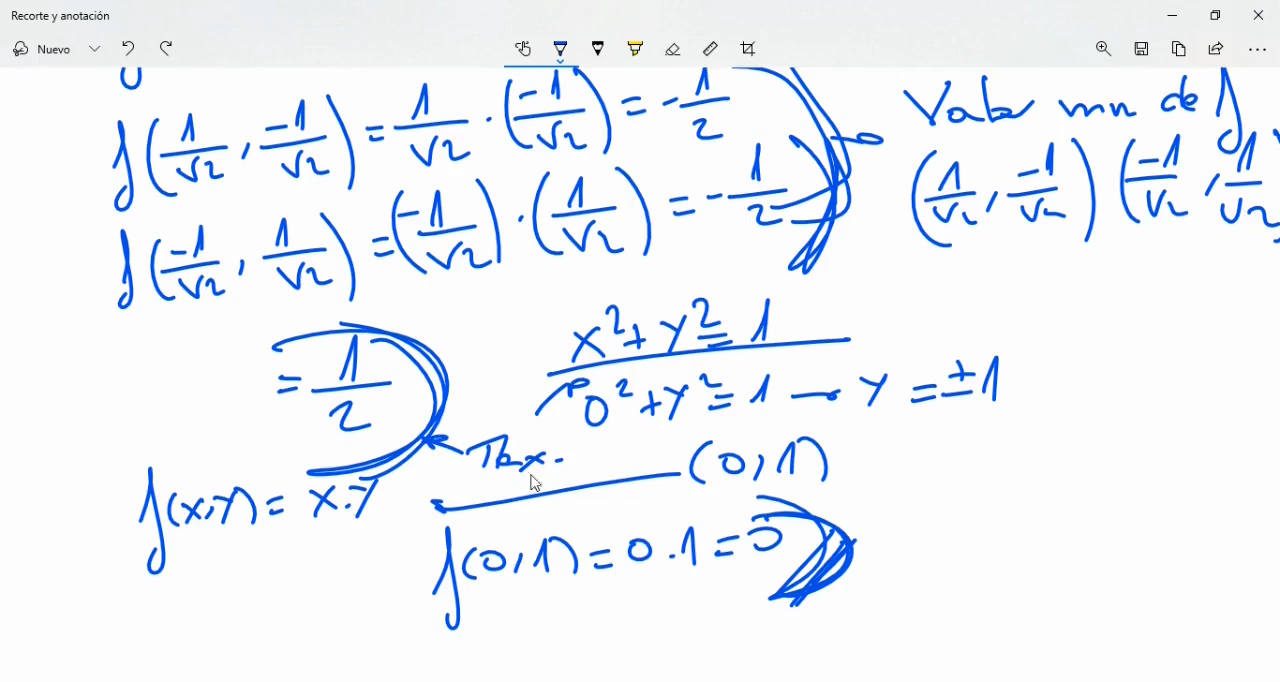 Recorte y anotación
Nuevo
f(1/√2, -1/√2) = 1/√2 · (-1/√2) = -1/2
f(-1/√2, 1/√2) = (-1/√2) · (1/√2) = -1/2
Valor mn de f
(1/√2, -1/√2) (-1/√2, 1/√2)
= 1/2
x² + y² = 1
0² + y² = 1 → y = ±1
(0, 1)
f(x,y) = x·y
f(0, 1) = 0 · 1 = 0